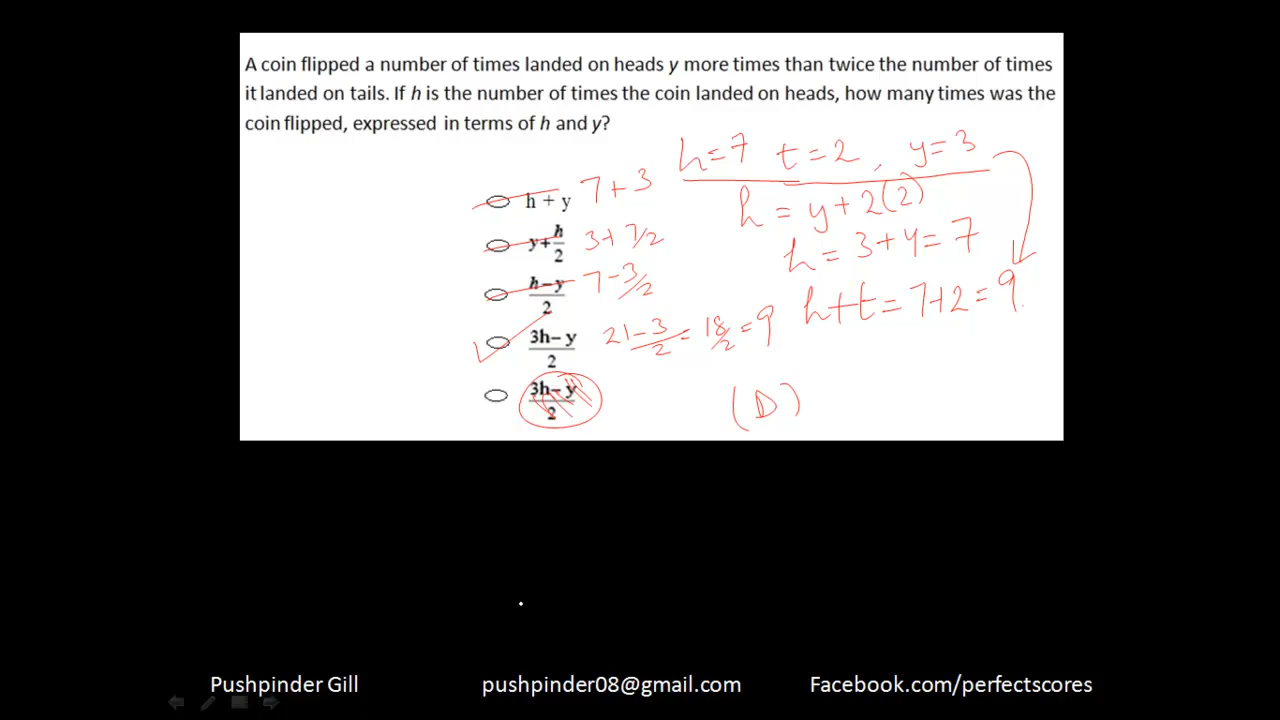 A coin flipped a number of times landed on heads y more times than twice the number of times
it landed on tails. If h is the number of times the coin landed on heads, how many times was the
coin flipped, expressed in terms of h and y?
h=7 t=2, y=3
h + y 7+3
h = y+2(2)
y+h/2 3+7/2
h = 3+4=7
h-y/2 7-3/2
h+t=7+2=9
3h-y/2 21-3/2=18/2=9
3h-y/2
(D)
Pushpinder Gill pushpinder08@gmail.com Facebook.com/perfectscores